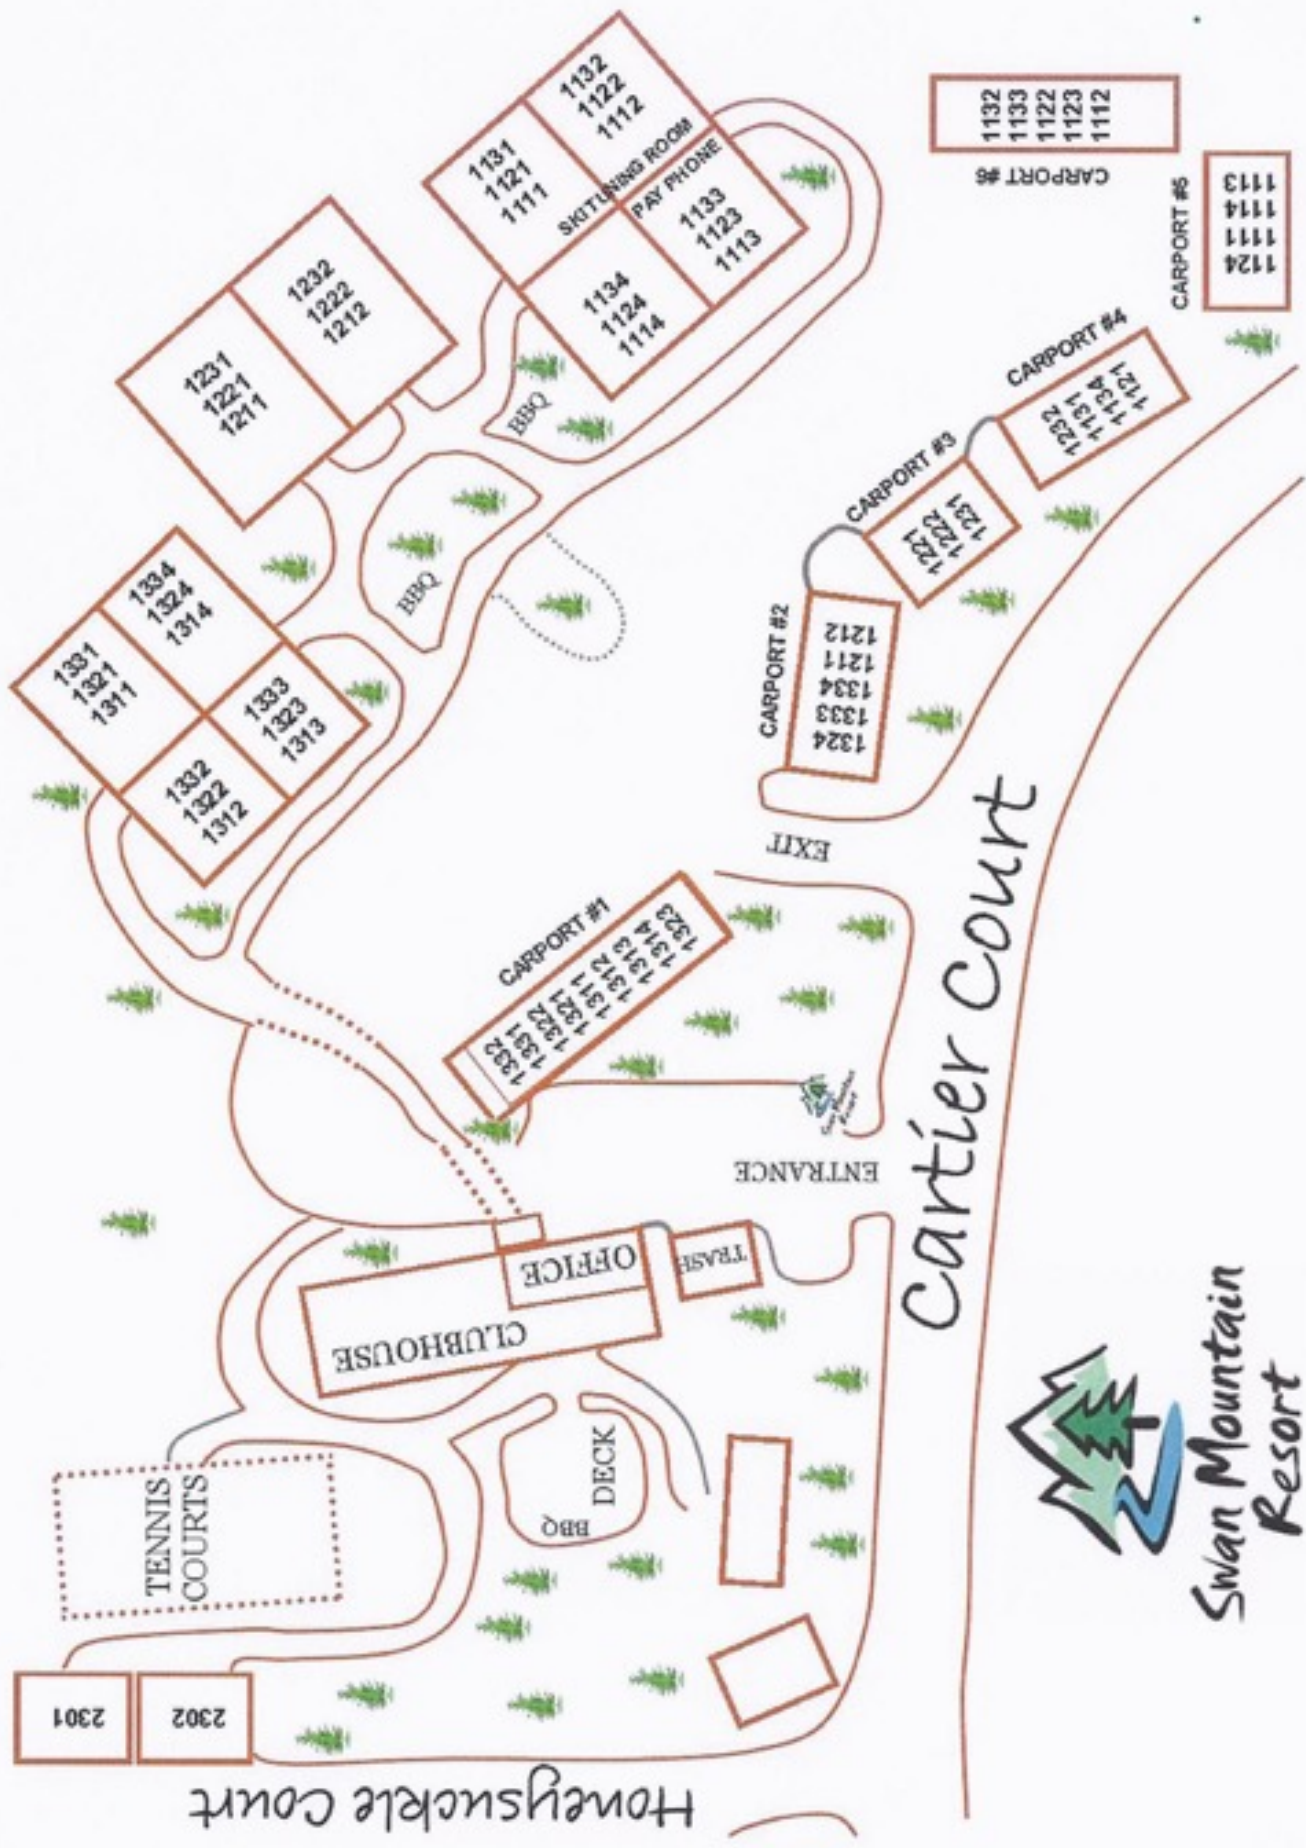 1132
1122
1112
1131
1121
1111
SKI TUNING ROOM
PAY PHONE
1133
1123
1113
1134
1124
1114
1232
1222
1212
1231
1221
1211
BBQ
BBQ
1334
1324
1314
1331
1321
1311
1333
1323
1313
1332
1322
1312
CARPORT #6
1132
1133
1122
1123
1112
CARPORT #5
1113
1114
1111
1124
CARPORT #4
1232
1131
1134
1121
CARPORT #3
1221
1222
1231
CARPORT #2
1212
1211
1334
1333
1324
EXIT
CARPORT #1
1332
1331
1322
1321
1311
1312
1313
1314
1323
Swan Mountain
Resort
ENTRANCE
Cartier Court
OFFICE
CLUBHOUSE
TRASH
TENNIS
COURTS
DECK
BBQ
2301
2302
Honeysuckle Court
Swan Mountain
Resort